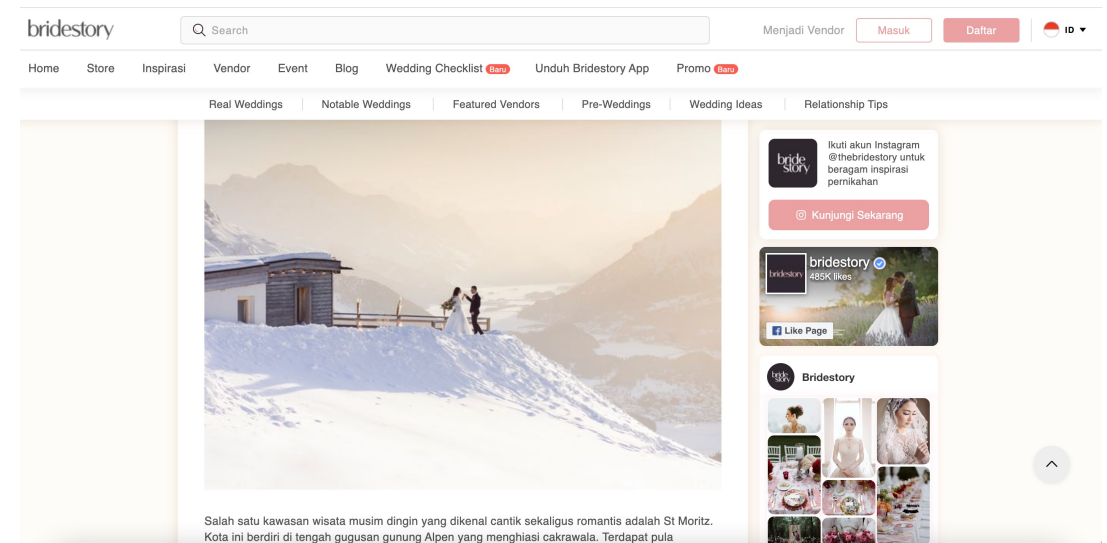 bridestory
Search
Menjadi Vendor
Masuk
Daftar
ID
Home
Store
Inspirasi
Vendor
Event
Blog
Wedding Checklist Baru
Unduh Bridestory App
Promo Baru
Real Weddings
Notable Weddings
Featured Vendors
Pre-Weddings
Wedding Ideas
Relationship Tips
bride
story
Ikuti akun Instagram
@thebridestory untuk
beragam inspirasi
pernikahan
Kunjungi Sekarang
bridestory
bridestory
485K likes
Like Page
bride
story
Bridestory
Salah satu kawasan wisata musim dingin yang dikenal cantik sekaligus romantis adalah St Moritz.
Kota ini berdiri di tengah gugusan gunung Alpen yang menghiasi cakrawala. Terdapat pula